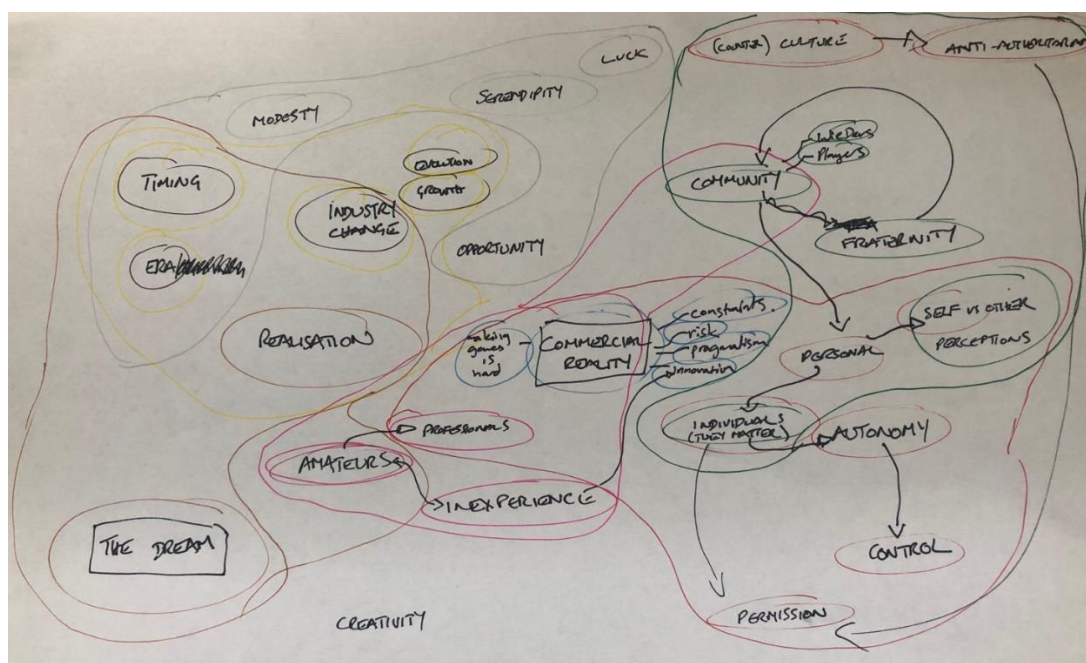 LUCK
(COUNTER) CULTURE
ANTI-AUTHORITARIAN
SERENDIPITY
MODESTY
Players
EVOLUTION
TIMING
GROWTH
COMMUNITY
INDUSTRY
CHANGE
FRATERNITY
OPPORTUNITY
ERA
SELF VS OTHER
PERCEPTIONS
constraints
risk
REALISATION
making
games
is
hard
COMMERCIAL
REALITY
pragmatism
innovation
PERSONAL
PROFESSIONALS
INDIVIDUALS
(THEY MATTER)
AUTONOMY
AMATEURS
INEXPERIENCE
THE DREAM
CONTROL
PERMISSION
CREATIVITY